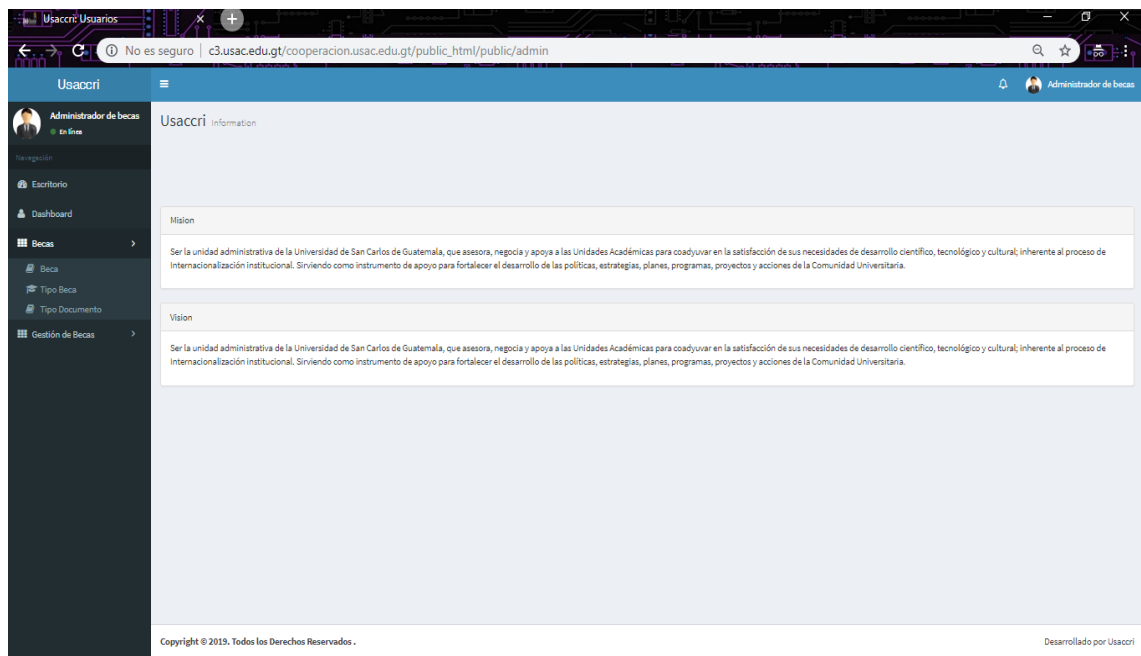 Usaccri: Usuarios
No es seguro | c3.usac.edu.gt/cooperacion.usac.edu.gt/public_html/public/admin
Usaccri
Administrador de becas
Administrador de becas
En línea
Navegación
Escritorio
Dashboard
Becas
Beca
Tipo Beca
Tipo Documento
Gestión de Becas
Usaccri Information
Mision
Ser la unidad administrativa de la Universidad de San Carlos de Guatemala, que asesora, negocia y apoya a las Unidades Académicas para coadyuvar en la satisfacción de sus necesidades de desarrollo científico, tecnológico y cultural; inherente al proceso de
Internacionalización institucional. Sirviendo como instrumento de apoyo para fortalecer el desarrollo de las políticas, estrategias, planes, programas, proyectos y acciones de la Comunidad Universitaria.
Vision
Ser la unidad administrativa de la Universidad de San Carlos de Guatemala, que asesora, negocia y apoya a las Unidades Académicas para coadyuvar en la satisfacción de sus necesidades de desarrollo científico, tecnológico y cultural; inherente al proceso de
Internacionalización institucional. Sirviendo como instrumento de apoyo para fortalecer el desarrollo de las políticas, estrategias, planes, programas, proyectos y acciones de la Comunidad Universitaria.
Copyright © 2019. Todos los Derechos Reservados .
Desarrollado por Usaccri